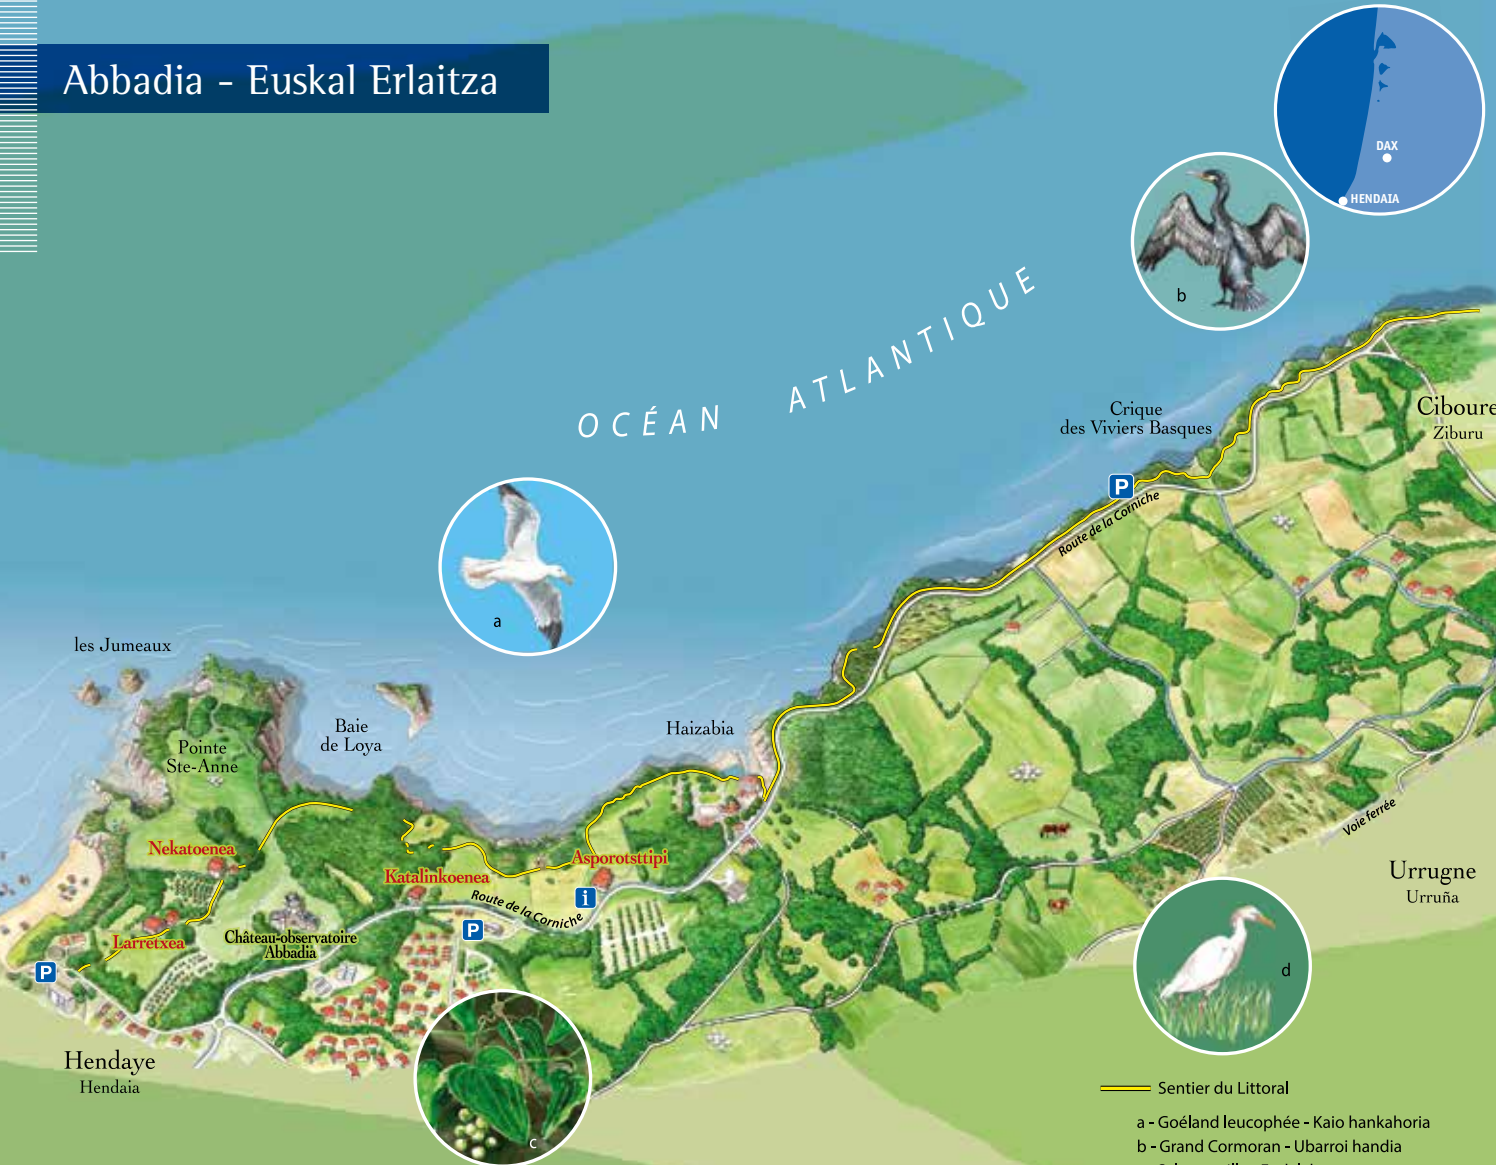 Abbadia - Euskal Erlaitza
DAX
HENDAIA
b
OCÉAN ATLANTIQUE
Crique
des Viviers Basques
Ciboure
Ziburu
P
Route de la Corniche
a
les Jumeaux
Pointe
Ste-Anne
Baie
de Loya
Haizabia
Nekatoenea
Katalinkoenea
Asporotsttipi
Route de la Corniche
i
P
Larretxea
Château-observatoire
Abbadia
P
Voie ferrée
Urrugne
Urruña
d
c
Hendaye
Hendaia
Sentier du Littoral
a - Goéland leucophée - Kaio hankahoria
b - Grand Cormoran - Ubarroi handia